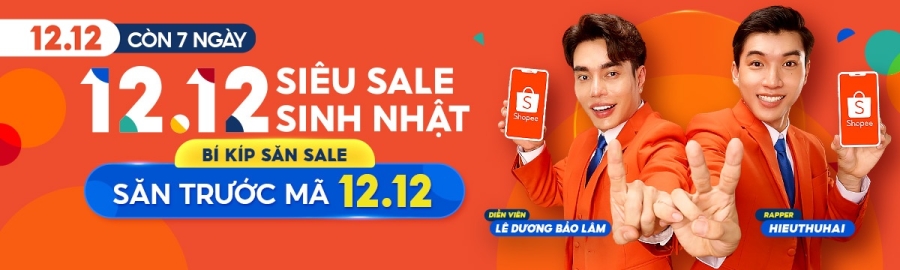 12.12 CÒN 7 NGÀY
12.12 SIÊU SALE
SINH NHẬT
BÍ KÍP SĂN SALE
SĂN TRƯỚC MÃ 12.12
S
Shopee
S
Shopee
DIỄN VIÊN
LÊ DƯƠNG BẢO LÂM
RAPPER
HIEUTHUHAI